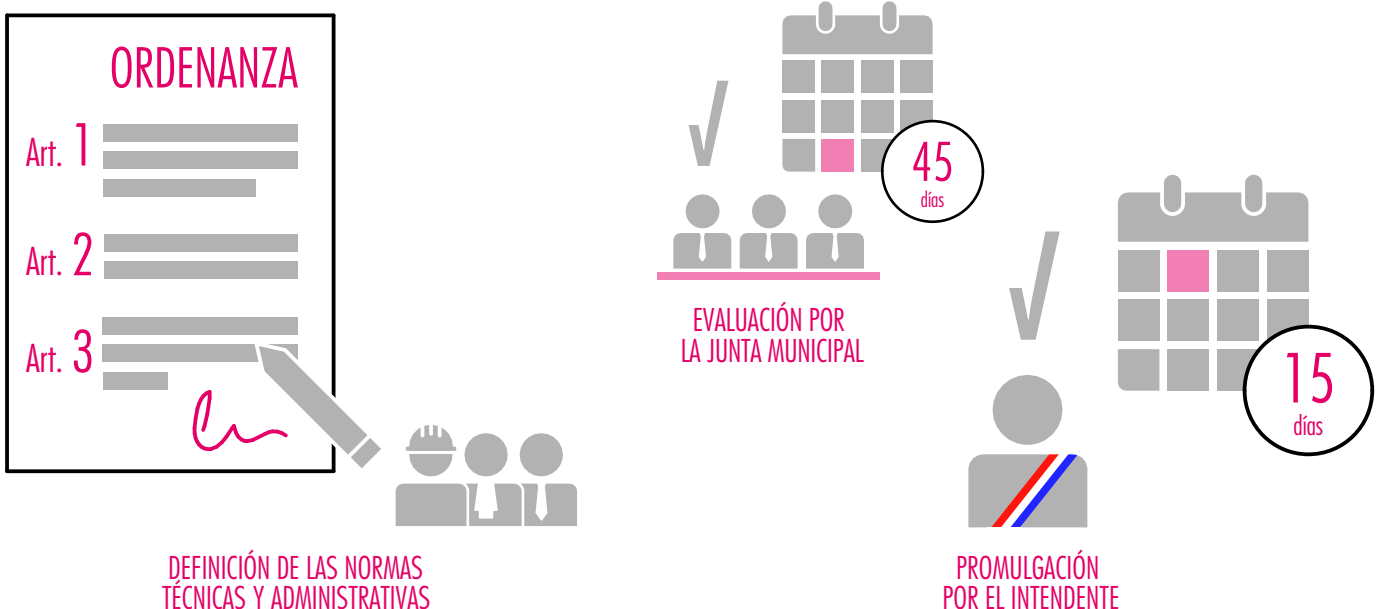 ORDENANZA
Art. 1
Art. 2
Art. 3
DEFINICIÓN DE LAS NORMAS
TÉCNICAS Y ADMINISTRATIVAS
45
días
EVALUACIÓN POR
LA JUNTA MUNICIPAL
15
días
PROMULGACIÓN
POR EL INTENDENTE